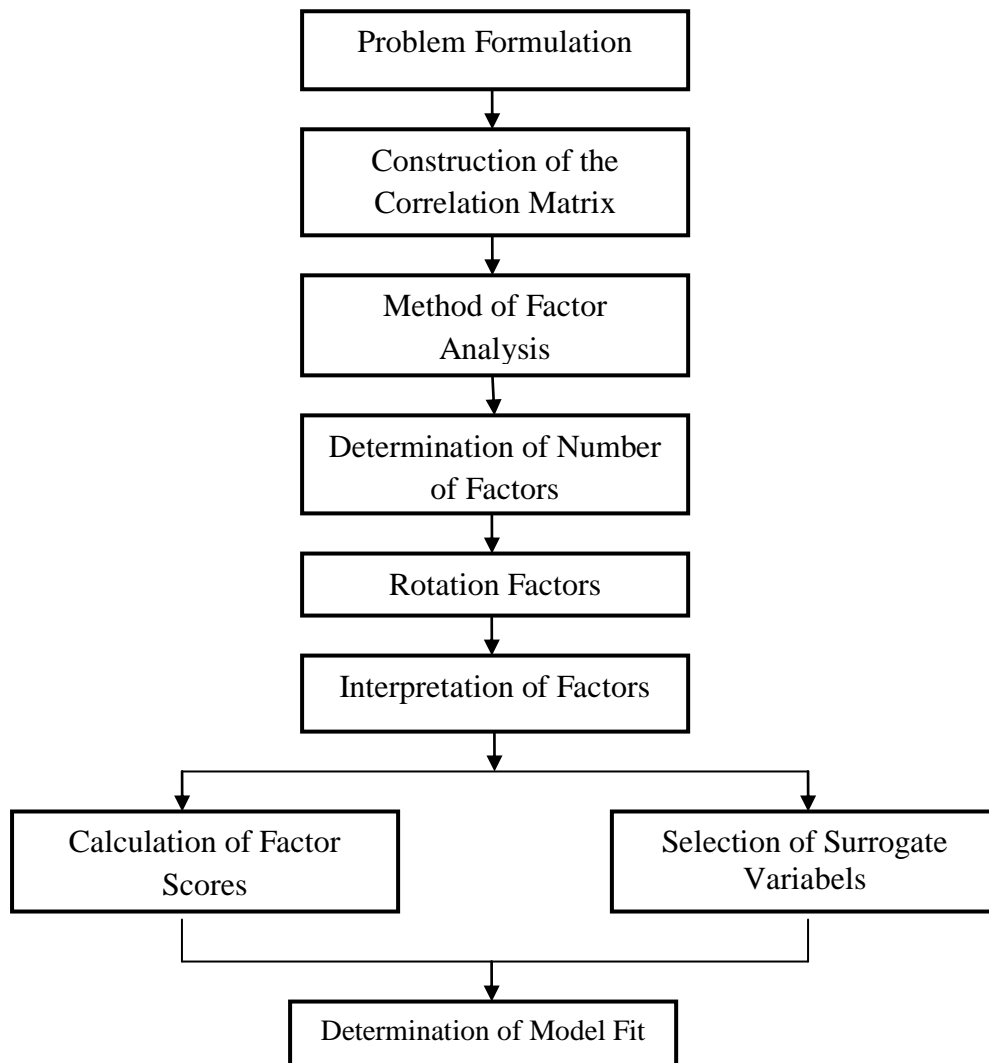 Problem Formulation
Construction of the
Correlation Matrix
Method of Factor
Analysis
Determination of Number
of Factors
Rotation Factors
Interpretation of Factors
Calculation of Factor
Scores
Selection of Surrogate
Variabels
Determination of Model Fit